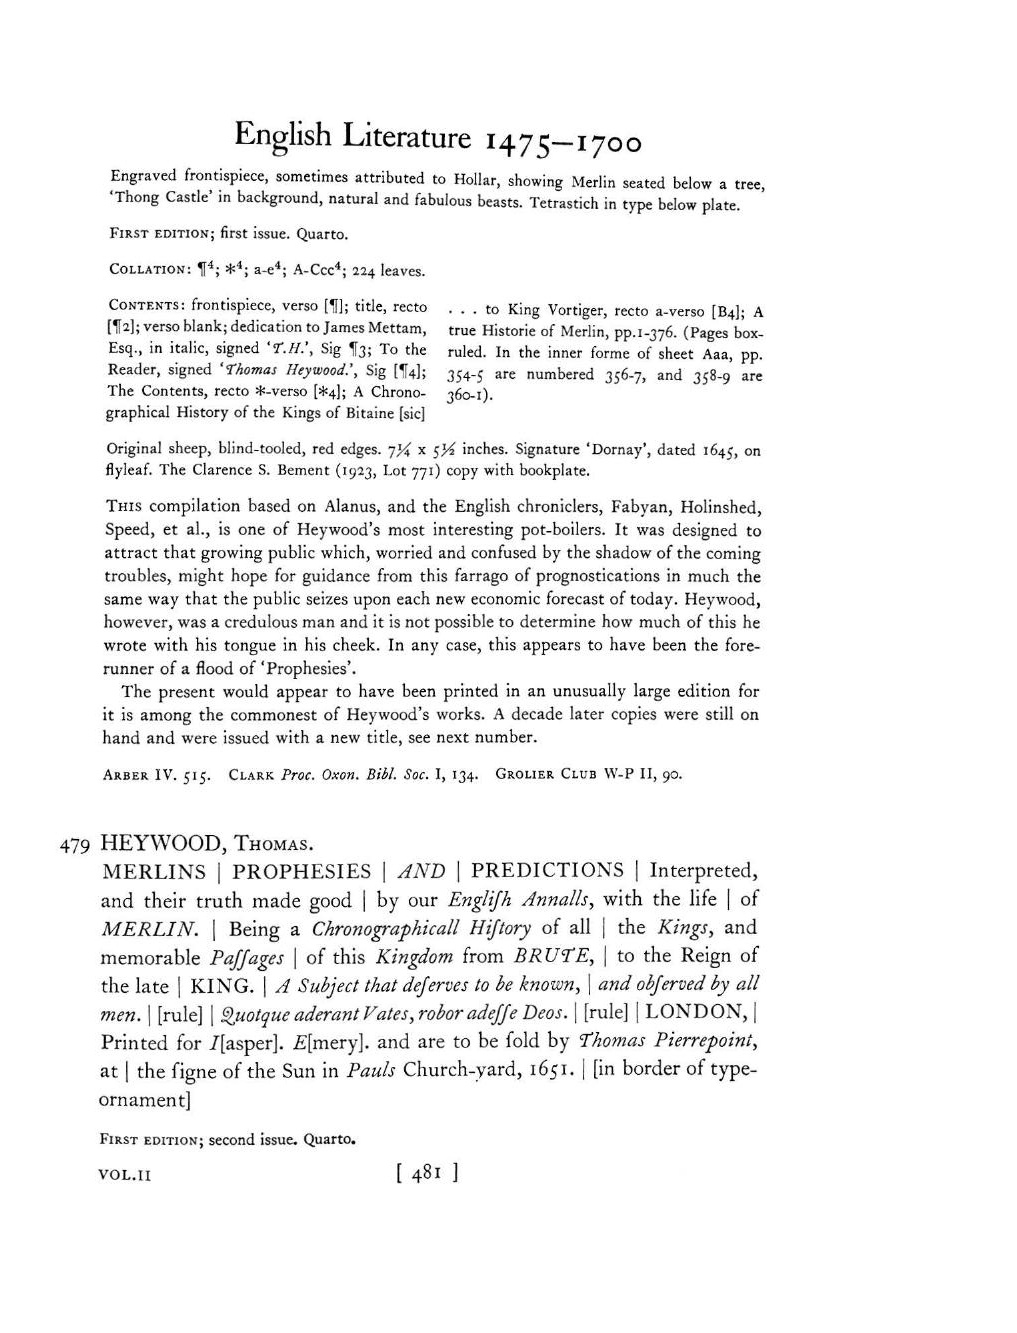 English Literature 1475–1700
Engraved frontispiece, sometimes attributed to Hollar, showing Merlin seated below a tree,
‘Thong Castle’ in background, natural and fabulous beasts. Tetrastich in type below plate.
FIRST EDITION; first issue. Quarto.
COLLATION: ¶⁴; *⁴; a-e⁴; A-Ccc⁴; 224 leaves.
CONTENTS: frontispiece, verso [¶]; title, recto
[¶2]; verso blank; dedication to James Mettam,
Esq., in italic, signed ‘T.H.’, Sig ¶3; To the
Reader, signed ‘Thomas Heywood.’, Sig [¶4];
The Contents, recto *-verso [*4]; A Chrono-
graphical History of the Kings of Bitaine [sic]
. . . to King Vortiger, recto a-verso [B4]; A
true Historie of Merlin, pp.1-376. (Pages box-
ruled. In the inner forme of sheet Aaa, pp.
354-5 are numbered 356-7, and 358-9 are
360-1).
Original sheep, blind-tooled, red edges. 7¼ x 5½ inches. Signature ‘Dornay’, dated 1645, on
flyleaf. The Clarence S. Bement (1923, Lot 771) copy with bookplate.
THIS compilation based on Alanus, and the English chroniclers, Fabyan, Holinshed,
Speed, et al., is one of Heywood’s most interesting pot-boilers. It was designed to
attract that growing public which, worried and confused by the shadow of the coming
troubles, might hope for guidance from this farrago of prognostications in much the
same way that the public seizes upon each new economic forecast of today. Heywood,
however, was a credulous man and it is not possible to determine how much of this he
wrote with his tongue in his cheek. In any case, this appears to have been the fore-
runner of a flood of ‘Prophesies’.
The present would appear to have been printed in an unusually large edition for
it is among the commonest of Heywood’s works. A decade later copies were still on
hand and were issued with a new title, see next number.
ARBER IV. 515. CLARK Proc. Oxon. Bibl. Soc. I, 134. GROLIER CLUB W-P II, 90.
479 HEYWOOD, THOMAS.
MERLINS | PROPHESIES | AND | PREDICTIONS | Interpreted,
and their truth made good | by our Engliſh Annalls, with the life | of
MERLIN. | Being a Chronographicall Hiſtory of all | the Kings, and
memorable Paſſages | of this Kingdom from BRUTE, | to the Reign of
the late | KING. | A Subject that deſerves to be known, | and obſerved by all
men. | [rule] | Quotque aderant Vates, robor adeſſe Deos. | [rule] | LONDON, |
Printed for I[asper]. E[mery]. and are to be ſold by Thomas Pierrepoint,
at | the ſigne of the Sun in Pauls Church-yard, 1651. | [in border of type-
ornament]
FIRST EDITION; second issue. Quarto.
VOL.II [ 481 ]